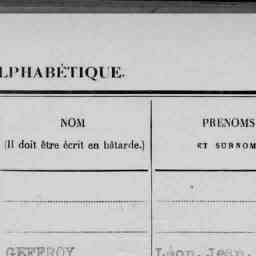 LPHABÉTIQUE.
NOM PRENOMS
(Il doit être écrit en bâtarde.) ET SURNOM
GEFFROY Léon, Jean,